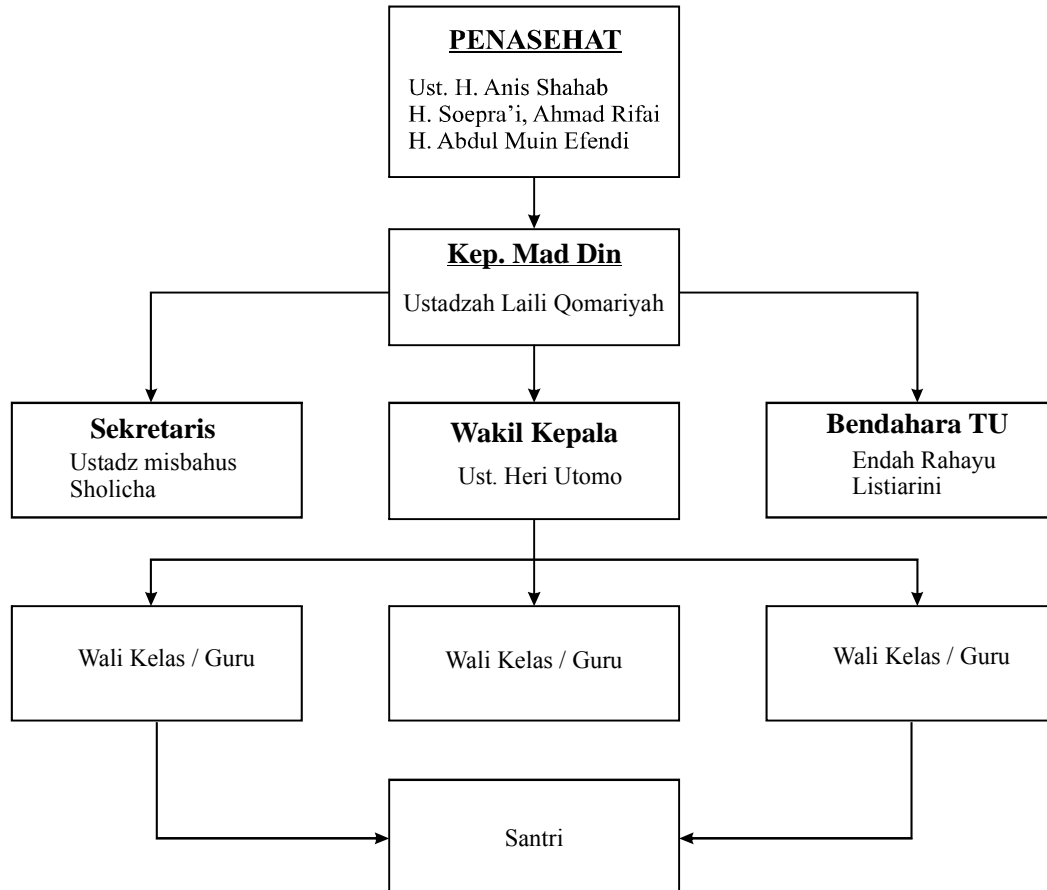 PENASEHAT
Ust. H. Anis Shahab
H. Soepra’i, Ahmad Rifai
H. Abdul Muin Efendi
Kep. Mad Din
Ustadzah Laili Qomariyah
Sekretaris
Ustadz misbahus
Sholicha
Wakil Kepala
Ust. Heri Utomo
Bendahara TU
Endah Rahayu
Listiarini
Wali Kelas / Guru
Wali Kelas / Guru
Wali Kelas / Guru
Santri